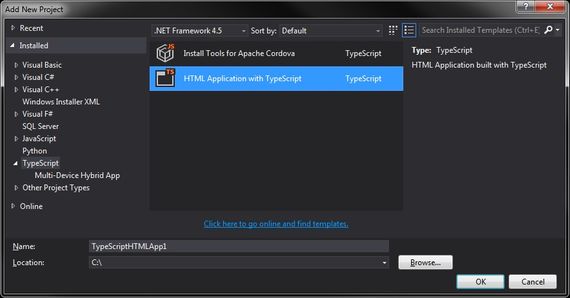 Add New Project
? X
Recent
.NET Framework 4.5
Sort by: Default
Search Installed Templates (Ctrl+E)
Installed
Visual Basic
Visual C#
Visual C++
Windows Installer XML
Visual F#
SQL Server
JavaScript
Python
TypeScript
Multi-Device Hybrid App
Other Project Types
Online
JS
Install Tools for Apache Cordova TypeScript
TS
HTML Application with TypeScript TypeScript
Type: TypeScript
HTML Application built with TypeScript
Click here to go online and find templates.
Name: TypeScriptHTMLApp1
Location: C:\
Browse...
OK Cancel